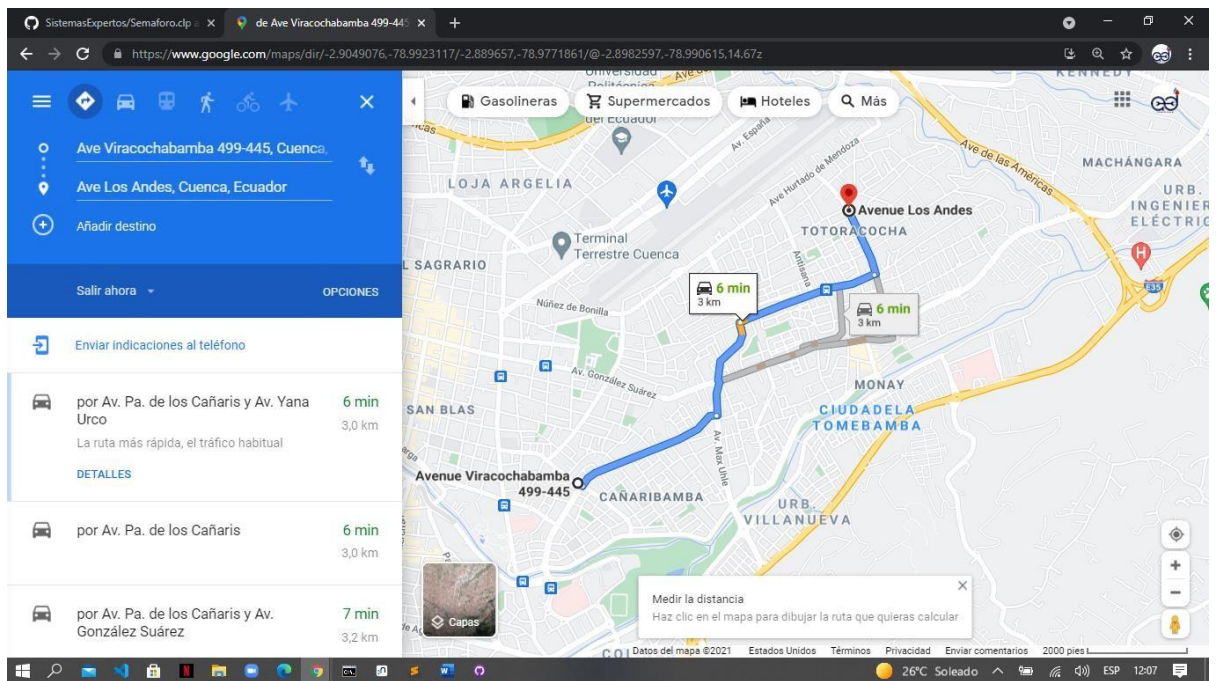 SistemasExpertos/Semaforo.clp a
de Ave Viracochabamba 499-445
https://www.google.com/maps/dir/-2.9049076,-78.9923117/-2.889657,-78.9771861/@-2.8982597,-78.990615,14.67z
Ave Viracochabamba 499-445, Cuenca,
Ave Los Andes, Cuenca, Ecuador
Añadir destino
Salir ahora
OPCIONES
Enviar indicaciones al teléfono
por Av. Pa. de los Cañaris y Av. Yana
Urco
6 min
3,0 km
La ruta más rápida, el tráfico habitual
DETALLES
por Av. Pa. de los Cañaris
6 min
3,0 km
por Av. Pa. de los Cañaris y Av.
González Suárez
7 min
3,2 km
Gasolineras
Supermercados
Hoteles
Más
Universidad
Politécnica
del Ecuador
Av. España
KENNEDY
Ave de las Américas
MACHÁNGARA
Ave Hurtado de Mendoza
LOJA ARGELIA
URB.
INGENIER
ELÉCTRIC
Avenue Los Andes
TOTORACOCHA
Terminal
Terrestre Cuenca
L SAGRARIO
Antisana
H
E35
6 min
3 km
6 min
3 km
Núñez de Bonilla
Av. González Suárez
MONAY
SAN BLAS
CIUDADELA
TOMEBAMBA
Av. Max Uhle
Avenue Viracochabamba
499-445
CAÑARIBAMBA
URB.
VILLANUEVA
Capas
Medir la distancia
Haz clic en el mapa para dibujar la ruta que quieras calcular
Datos del mapa ©2021
Estados Unidos
Términos
Privacidad
Enviar comentarios
2000 pies
26°C Soleado
ESP
12:07